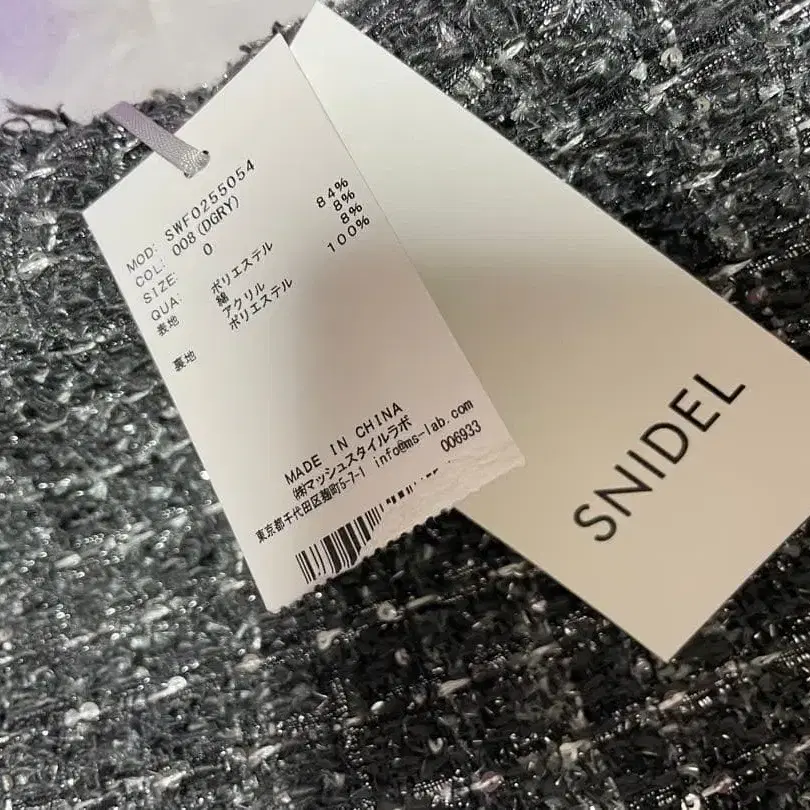 MOD: SWFO255054
COL: 008(DGRY)
SIZE: 0
QUA:
表地 ポリエステル 84%
綿 8%
アクリル 8%
裏地 ポリエステル 100%
MADE IN CHINA
㈱マッシュスタイルラボ
東京都千代田区麹町5-7-1 info@ms-lab.com
006933
SNIDEL